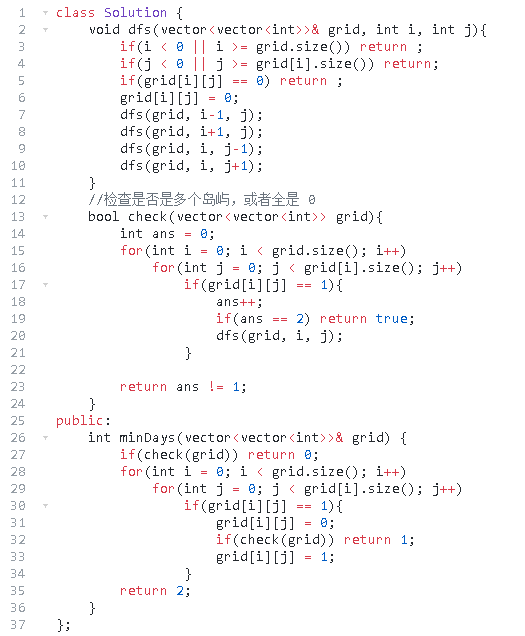 1 class Solution {
2     void dfs(vector<vector<int>>& grid, int i, int j){
3         if(i < 0 || i >= grid.size()) return ;
4         if(j < 0 || j >= grid[i].size()) return;
5         if(grid[i][j] == 0) return ;
6         grid[i][j] = 0;
7         dfs(grid, i-1, j);
8         dfs(grid, i+1, j);
9         dfs(grid, i, j-1);
10         dfs(grid, i, j+1);
11     }
12     //检查是否是多个岛屿，或者全是 0
13     bool check(vector<vector<int>> grid){
14         int ans = 0;
15         for(int i = 0; i < grid.size(); i++)
16             for(int j = 0; j < grid[i].size(); j++)
17                 if(grid[i][j] == 1){
18                     ans++;
19                     if(ans == 2) return true;
20                     dfs(grid, i, j);
21                 }
22
23         return ans != 1;
24     }
25 public:
26     int minDays(vector<vector<int>>& grid) {
27         if(check(grid)) return 0;
28         for(int i = 0; i < grid.size(); i++)
29             for(int j = 0; j < grid[i].size(); j++)
30                 if(grid[i][j] == 1){
31                     grid[i][j] = 0;
32                     if(check(grid)) return 1;
33                     grid[i][j] = 1;
34                 }
35         return 2;
36     }
37 };